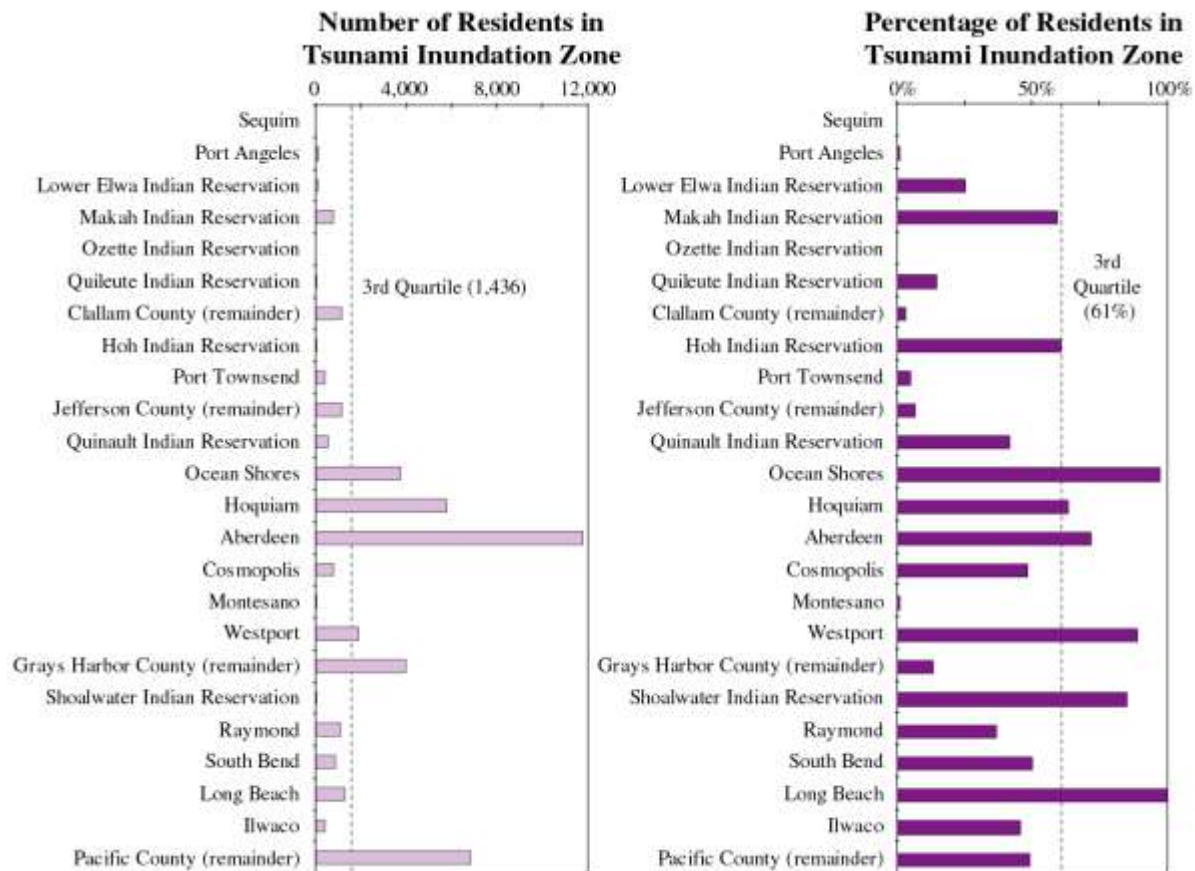 Number of Residents in
Tsunami Inundation Zone
0 4,000 8,000 12,000
Sequim
Port Angeles
Lower Elwa Indian Reservation
Makah Indian Reservation
Ozette Indian Reservation
Quileute Indian Reservation
Clallam County (remainder)
Hoh Indian Reservation
Port Townsend
Jefferson County (remainder)
Quinault Indian Reservation
Ocean Shores
Hoquiam
Aberdeen
Cosmopolis
Montesano
Westport
Grays Harbor County (remainder)
Shoalwater Indian Reservation
Raymond
South Bend
Long Beach
Ilwaco
Pacific County (remainder)
3rd Quartile (1,436)
Percentage of Residents in
Tsunami Inundation Zone
0% 50% 100%
Sequim
Port Angeles
Lower Elwa Indian Reservation
Makah Indian Reservation
Ozette Indian Reservation
Quileute Indian Reservation
Clallam County (remainder)
Hoh Indian Reservation
Port Townsend
Jefferson County (remainder)
Quinault Indian Reservation
Ocean Shores
Hoquiam
Aberdeen
Cosmopolis
Montesano
Westport
Grays Harbor County (remainder)
Shoalwater Indian Reservation
Raymond
South Bend
Long Beach
Ilwaco
Pacific County (remainder)
3rd
Quartile
(61%)